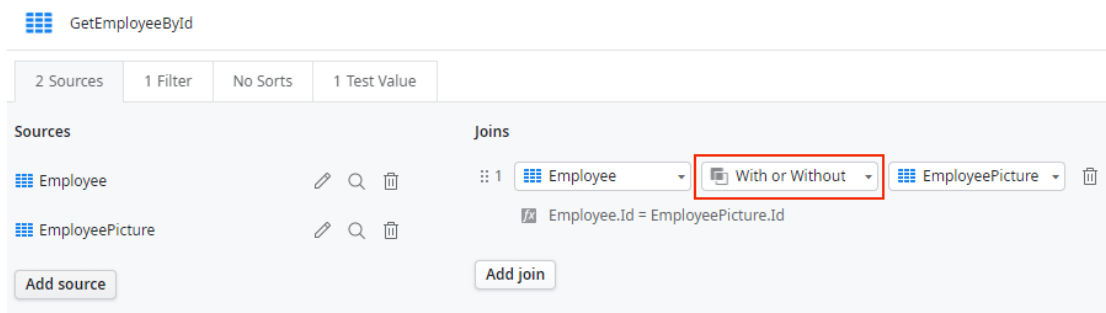 GetEmployeeById
2 Sources 1 Filter No Sorts 1 Test Value
Sources
Joins
Employee
1 Employee With or Without EmployeePicture
fx Employee.Id = EmployeePicture.Id
EmployeePicture
Add source
Add join